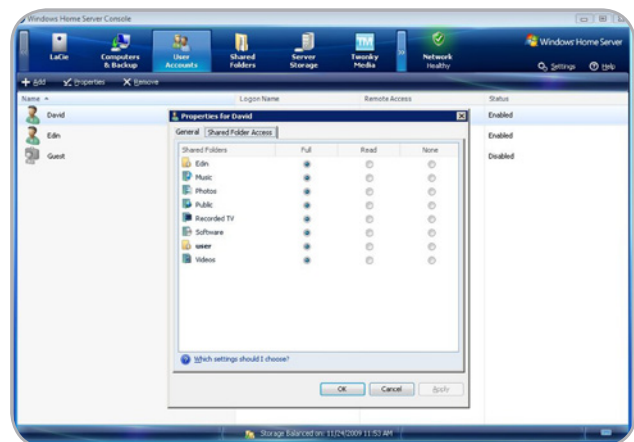 Windows Home Server Console
LaCie
Computers & Backup
User Accounts
Shared Folders
Server Storage
Twonky Media
»
Network
Healthy
Windows Home Server
Settings
Help
Add
Properties
Remove
Name
Logon Name
Remote Access
Status
David
Enabled
Edn
Enabled
Guest
Disabled
Properties for David
General
Shared Folder Access
Shared Folders
Full
Read
None
Edn
Music
Photos
Public
Recorded TV
Software
user
Videos
Which settings should I choose?
OK
Cancel
Apply
Storage Balanced on: 11/24/2009 11:53 AM